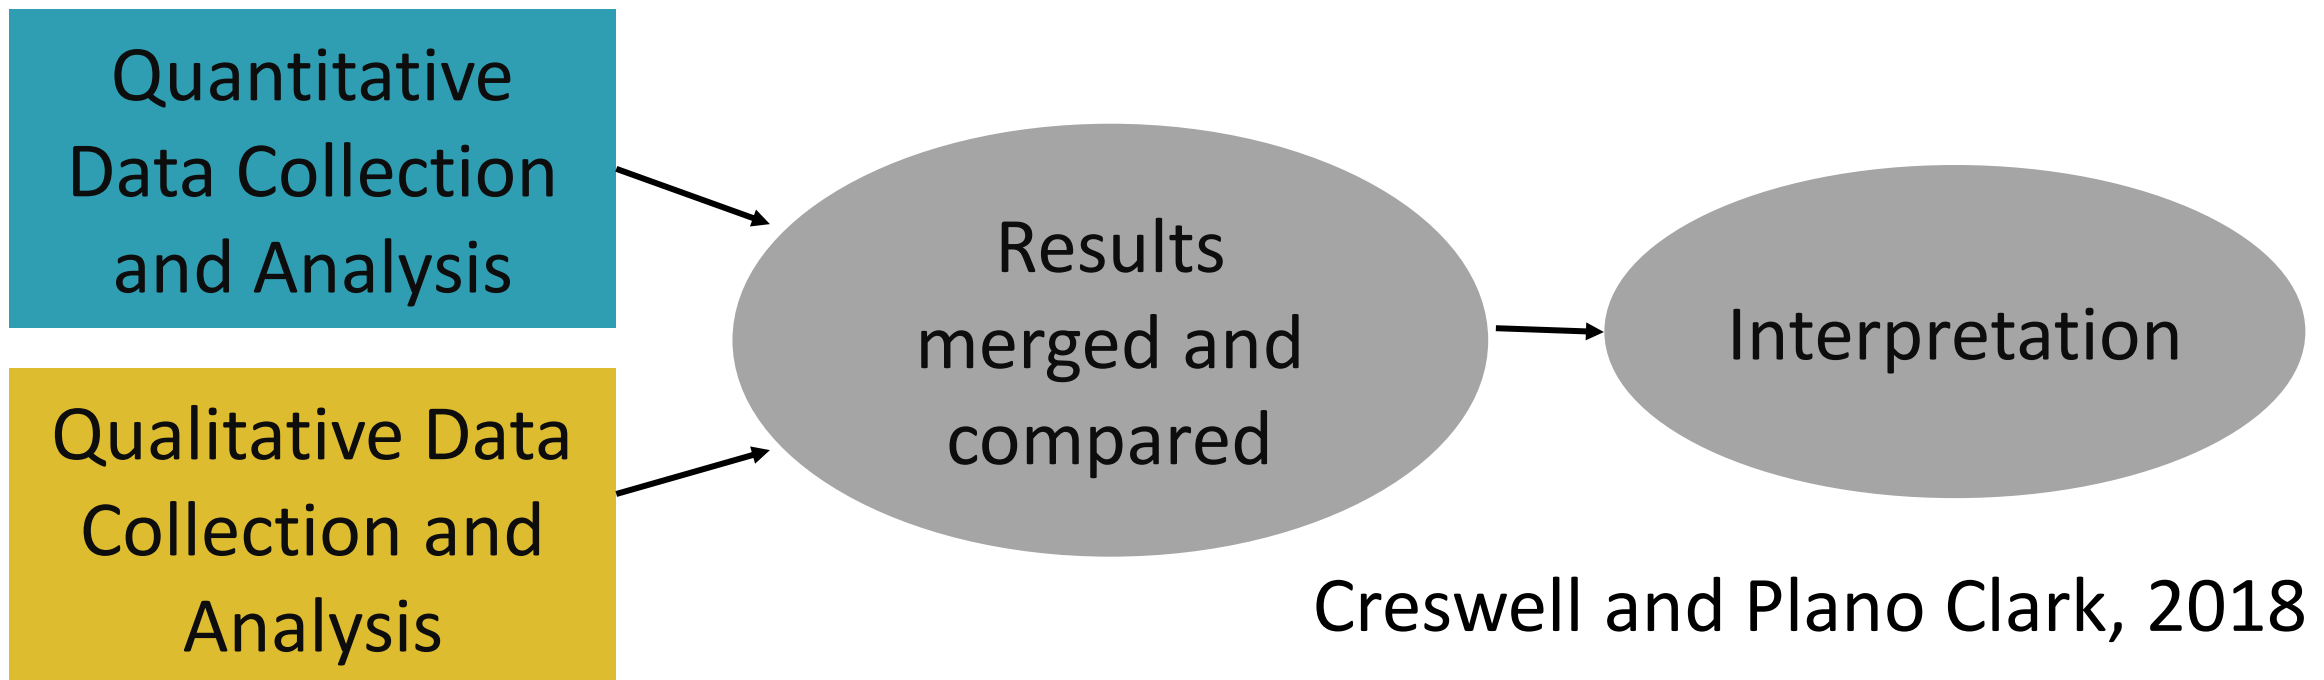 Quantitative
Data Collection
and Analysis
Qualitative Data
Collection and
Analysis
Results
merged and
compared
Interpretation
Creswell and Plano Clark, 2018